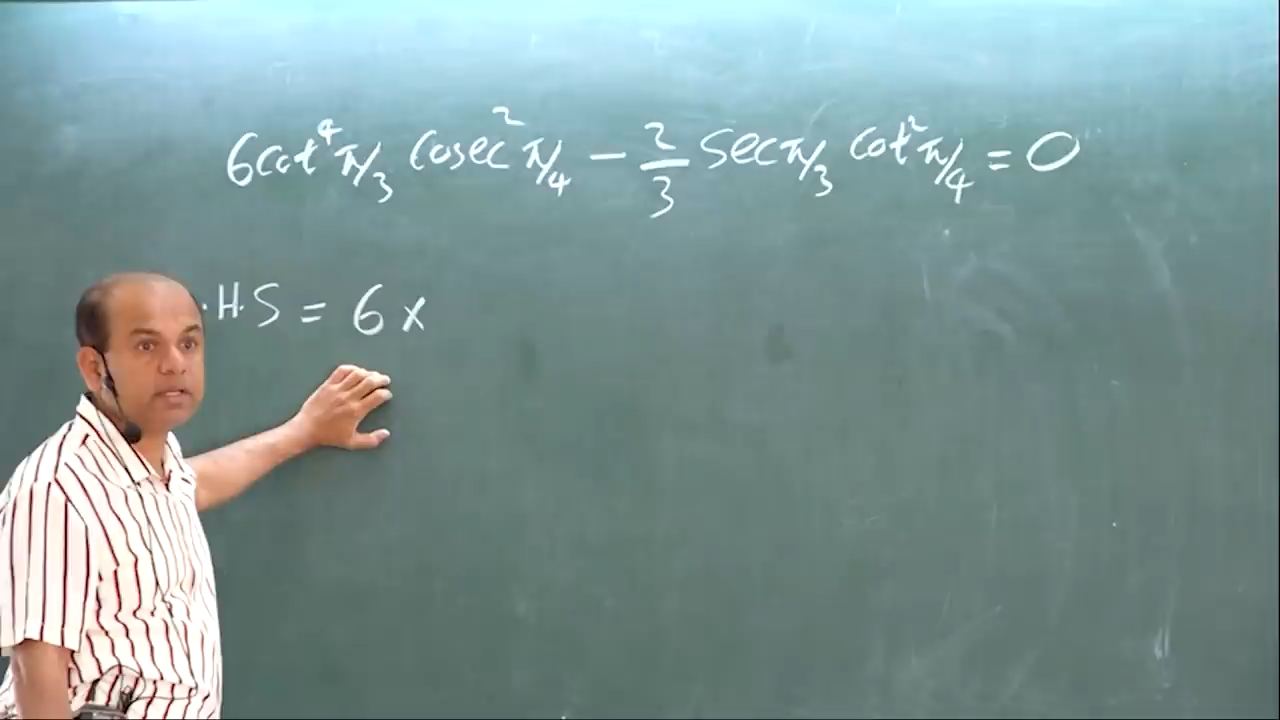 6cot⁴π/3 cosec²π/4 − 2/3 secπ/3 cot²π/4 = 0
.H.S = 6 x